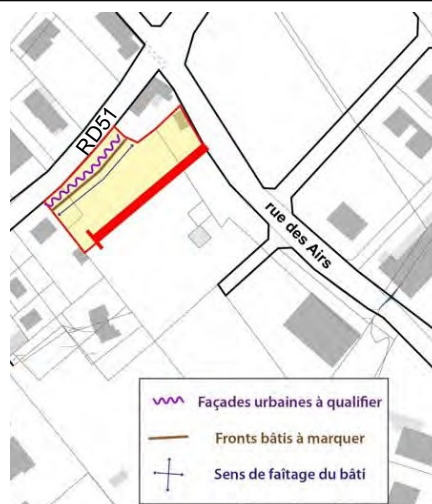 RD51
rue des Airs
Façades urbaines à qualifier
Fronts bâtis à marquer
Sens de faîtage du bâti